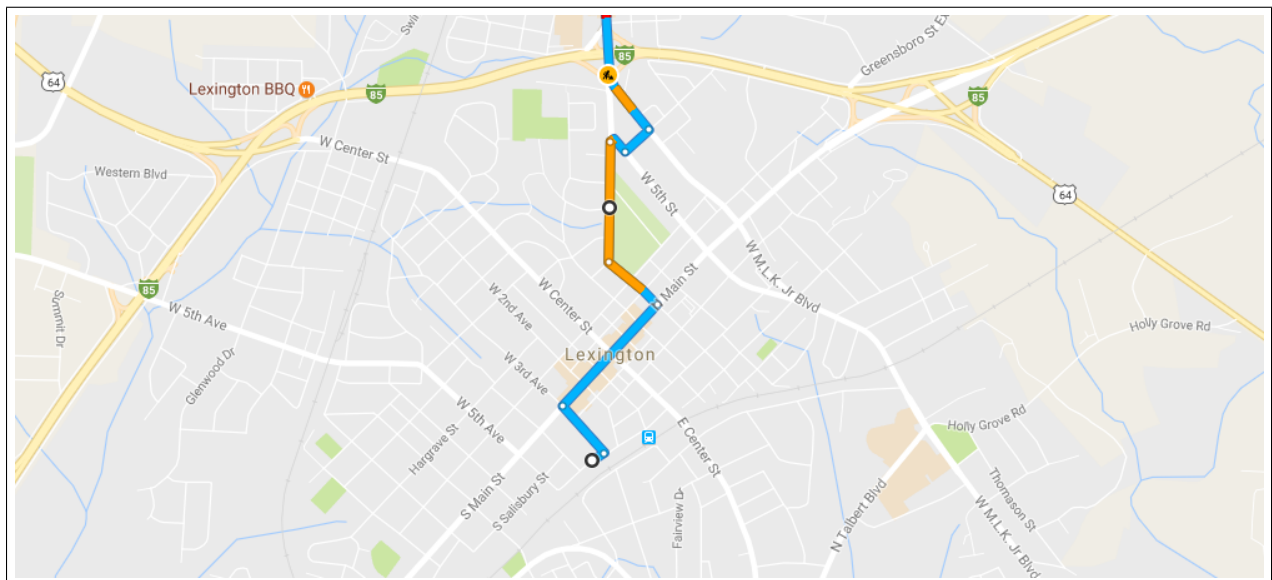 Swi
85
Greensboro St Ex
64
Lexington BBQ
85
85
W Center St
Western Blvd
W 5th St
64
W M.L.K. Jr Blvd
Main St
W Center St
W 2nd Ave
85
Summit Dr
W 5th Ave
Holly Grove Rd
Lexington
Glenwood Dr
W 3rd Ave
W 5th Ave
E Center St
Holly Grove Rd
Hargrave St
S Main St
S Salisbury St
Fairview Dr
N Talbert Blvd
Thomason St
W M.L.K. Jr Blvd